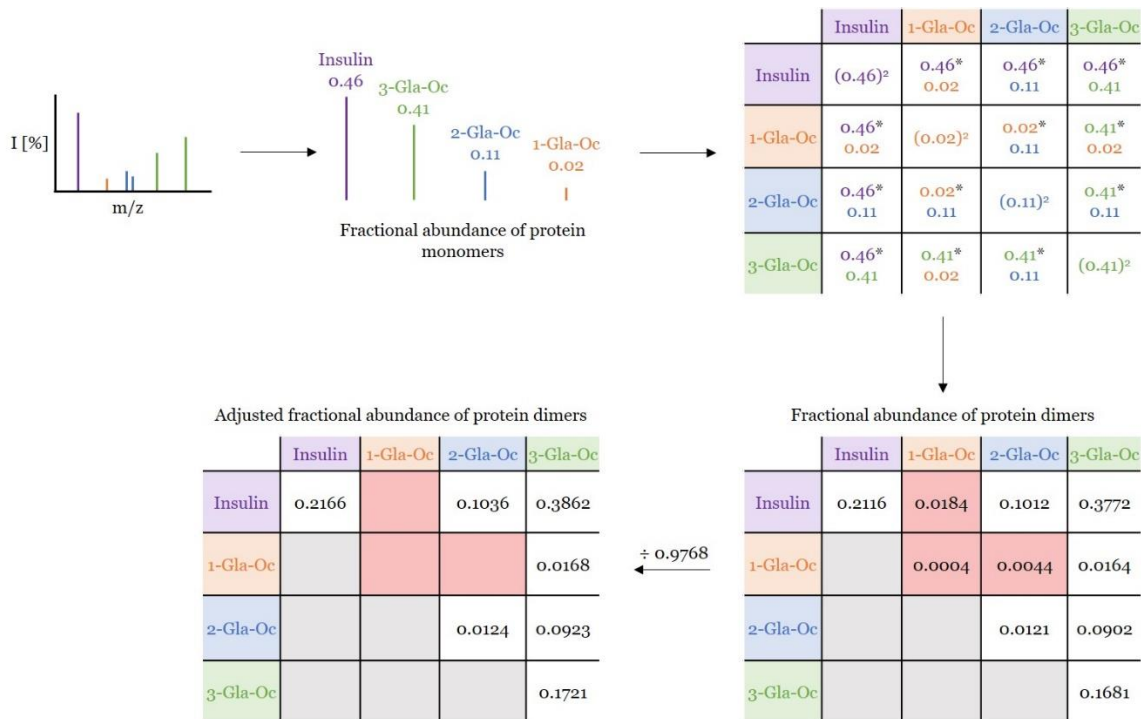 I [%]
m/z
Insulin
0.46
3-Gla-Oc
0.41
2-Gla-Oc
0.11
1-Gla-Oc
0.02
Fractional abundance of protein
monomers
Insulin 1-Gla-Oc 2-Gla-Oc 3-Gla-Oc
Insulin (0.46)² 0.46* 0.46* 0.46*
0.02 0.11 0.41
1-Gla-Oc 0.46* (0.02)² 0.02* 0.41*
0.02 0.11 0.02
2-Gla-Oc 0.46* 0.02* (0.11)² 0.41*
0.11 0.11 0.11
3-Gla-Oc 0.46* 0.41* 0.41* (0.41)²
0.41 0.02 0.11
Adjusted fractional abundance of protein dimers
Insulin 1-Gla-Oc 2-Gla-Oc 3-Gla-Oc
Insulin 0.2166 0.1036 0.3862
1-Gla-Oc 0.0168
2-Gla-Oc 0.0124 0.0923
3-Gla-Oc 0.1721
÷ 0.9768
Fractional abundance of protein dimers
Insulin 1-Gla-Oc 2-Gla-Oc 3-Gla-Oc
Insulin 0.2116 0.0184 0.1012 0.3772
1-Gla-Oc 0.0004 0.0044 0.0164
2-Gla-Oc 0.0121 0.0902
3-Gla-Oc 0.1681